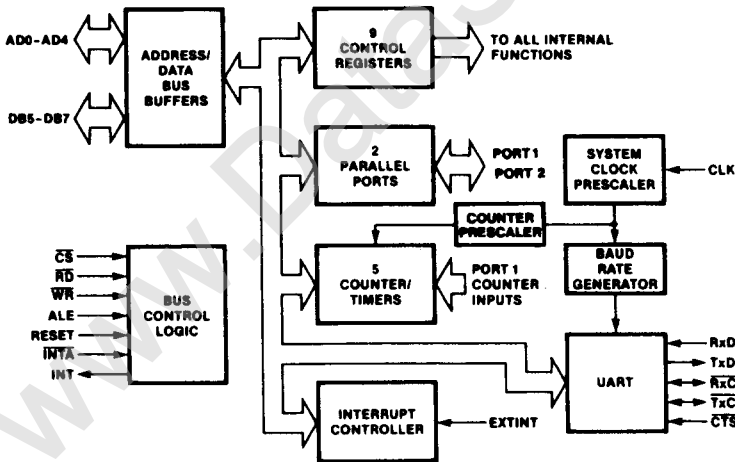 AD0-AD4
ADDRESS/
DATA
BUS
BUFFERS
DB5-DB7
9
CONTROL
REGISTERS
TO ALL INTERNAL
FUNCTIONS
2
PARALLEL
PORTS
PORT 1
PORT 2
SYSTEM
CLOCK
PRESCALER
CLK
COUNTER
PRESCALER
5
COUNTER/
TIMERS
PORT 1
COUNTER
INPUTS
BAUD
RATE
GENERATOR
CS
RD
WR
ALE
RESET
INTA
INT
BUS
CONTROL
LOGIC
UART
RxD
TxD
RxC
TxC
CTS
INTERRUPT
CONTROLLER
EXTINT
www.Datas